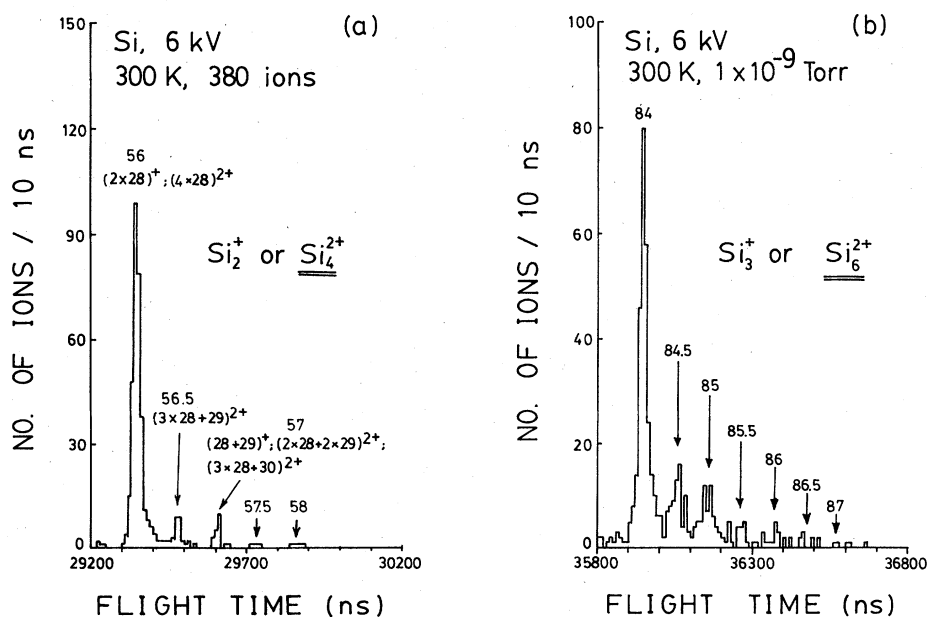 (a)
Si, 6 kV
300 K, 380 ions
150
120
90
60
30
0
NO. OF IONS / 10 ns
56
(2×28)⁺; (4×28)²⁺
Si₂⁺ or Si₄²⁺
56.5
(3×28+29)²⁺
57
(28+29)⁺; (2×28+2×29)²⁺;
(3×28+30)²⁺
57.5
58
29200
29700
30200
FLIGHT TIME (ns)
(b)
Si, 6 kV
300 K, 1×10⁻⁹ Torr
100
80
60
40
20
0
NO. OF IONS / 10 ns
84
Si₃⁺ or Si₆²⁺
84.5
85
85.5
86
86.5
87
35800
36300
36800
FLIGHT TIME (ns)